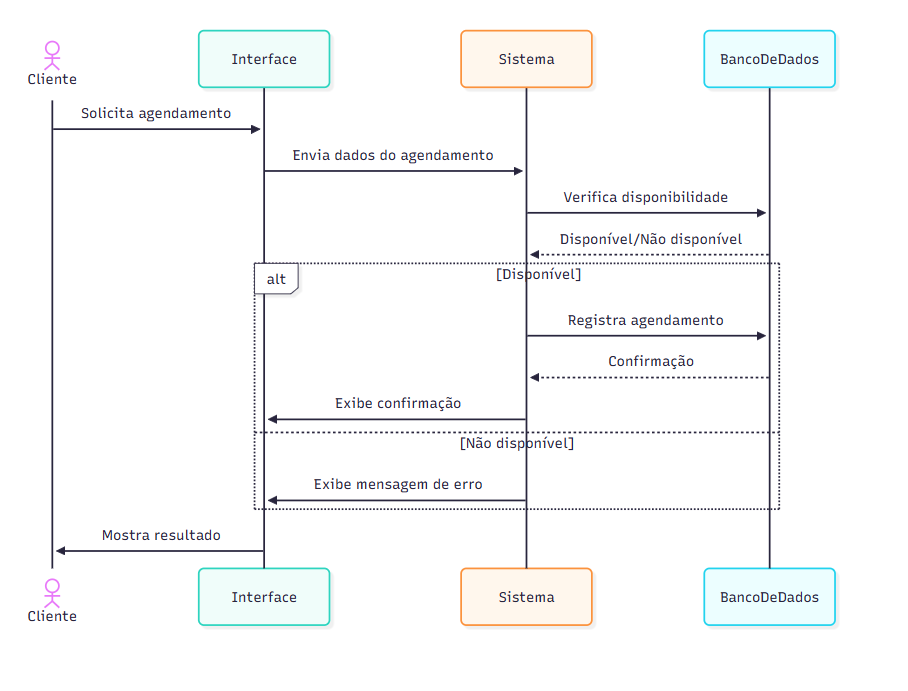 Cliente
Interface
Sistema
BancoDeDados
Solicita agendamento
Envia dados do agendamento
Verifica disponibilidade
Disponível/Não disponível
alt
[Disponível]
Registra agendamento
Confirmação
Exibe confirmação
[Não disponível]
Exibe mensagem de erro
Mostra resultado
Cliente
Interface
Sistema
BancoDeDados